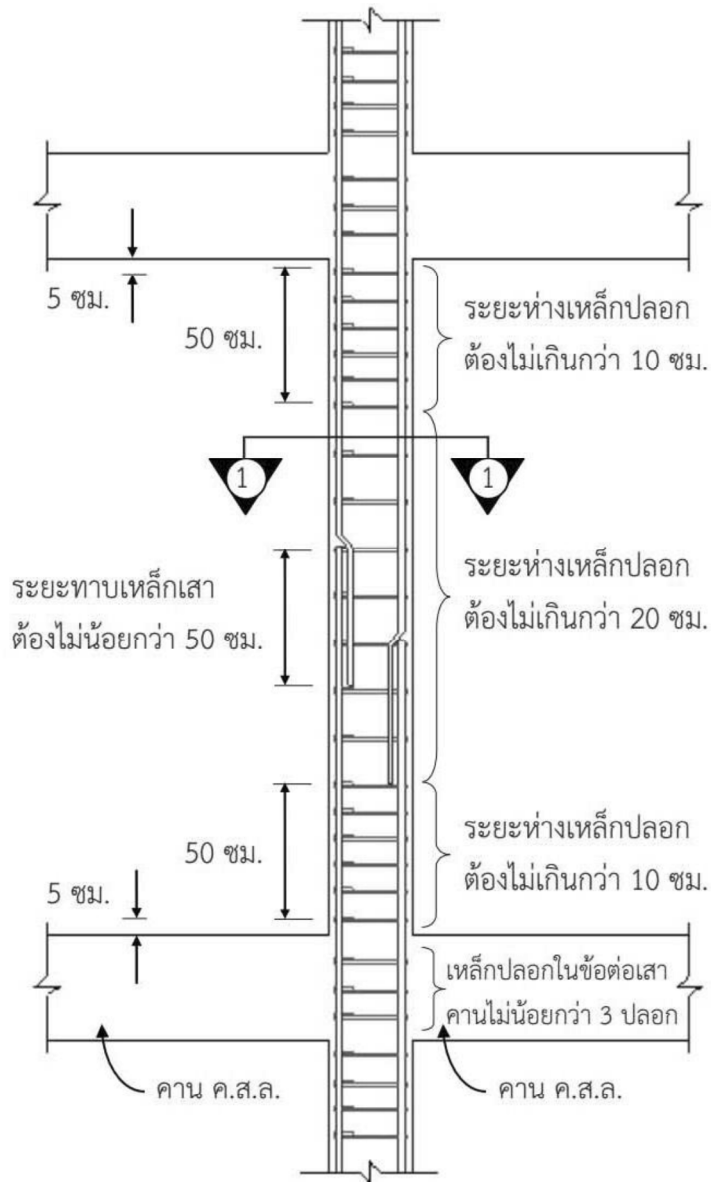 5 ซม.
50 ซม.
ระยะห่างเหล็กปลอก
ต้องไม่เกินกว่า 10 ซม.
1
1
ระยะทาบเหล็กเสา
ต้องไม่น้อยกว่า 50 ซม.
ระยะห่างเหล็กปลอก
ต้องไม่เกินกว่า 20 ซม.
50 ซม.
ระยะห่างเหล็กปลอก
ต้องไม่เกินกว่า 10 ซม.
5 ซม.
เหล็กปลอกในข้อต่อเสา
คานไม่น้อยกว่า 3 ปลอก
คาน ค.ส.ล.
คาน ค.ส.ล.